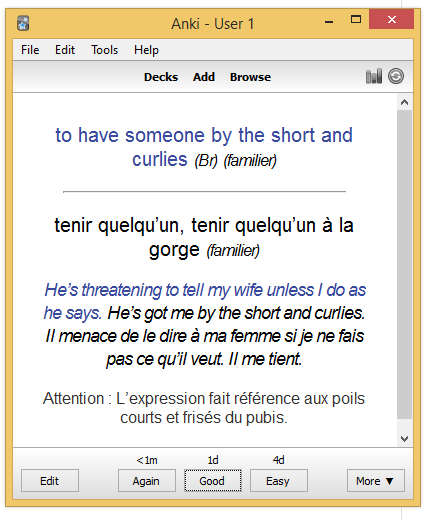 Anki - User 1
File Edit Tools Help
Decks Add Browse
to have someone by the short and
curlies (Br) (familier)
tenir quelqu'un, tenir quelqu'un à la
gorge (familier)
He's threatening to tell my wife unless I do as
he says. He's got me by the short and curlies.
Il menace de le dire à ma femme si je ne fais
pas ce qu'il veut. Il me tient.
Attention : L'expression fait référence aux poils
courts et frisés du pubis.
<1m 1d 4d
Edit Again Good Easy More ▼